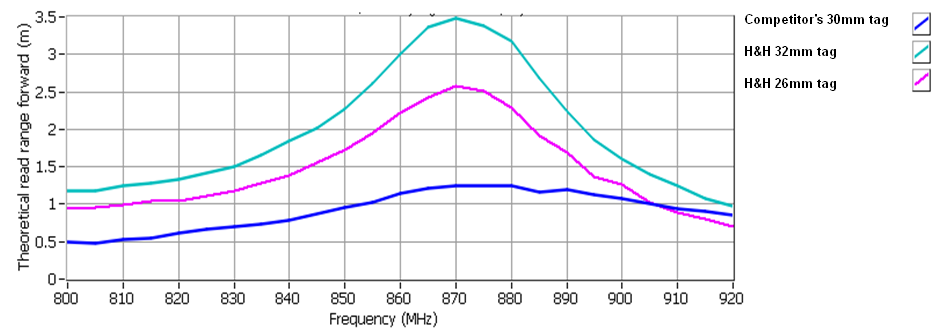 Theoretical read range forward (m)
3.5
3
2.5
2
1.5
1
0.5
0
800 810 820 830 840 850 860 870 880 890 900 910 920
Frequency (MHz)
Competitor's 30mm tag
H&H 32mm tag
H&H 26mm tag